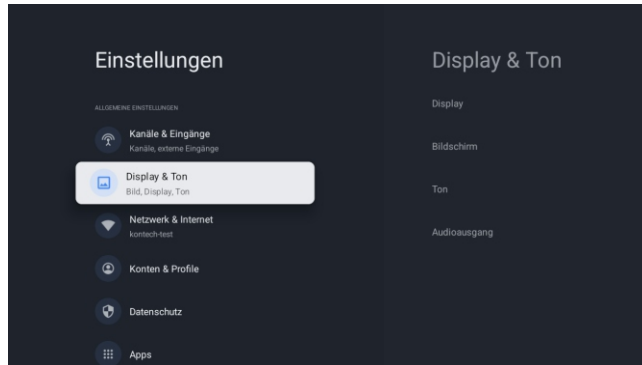 Einstellungen
ALLGEMEINE EINSTELLUNGEN
Kanäle & Eingänge
Kanäle, externe Eingänge
Display & Ton
Bild, Display, Ton
Netzwerk & Internet
kontech-test
Konten & Profile
Datenschutz
Apps
Display & Ton
Display
Bildschirm
Ton
Audioausgang